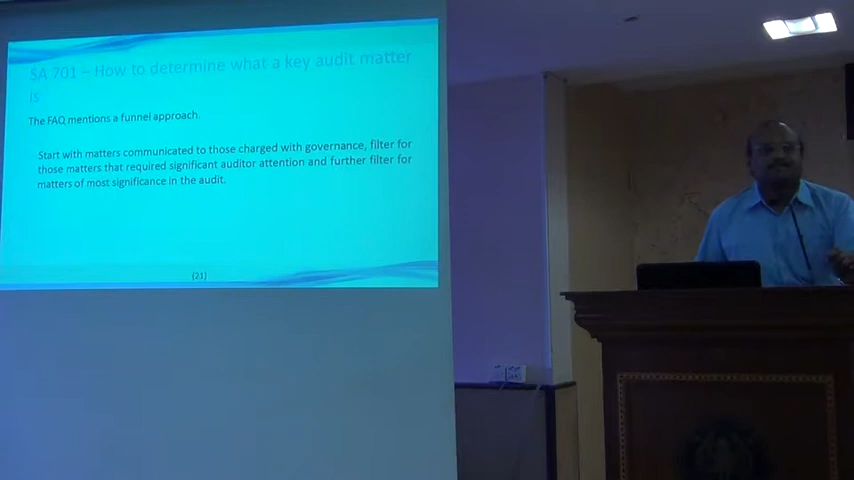 SA 701 – How to determine what a key audit matter
is
The FAQ mentions a funnel approach.
Start with matters communicated to those charged with governance, filter for
those matters that required significant auditor attention and further filter for
matters of most significance in the audit.
(21)